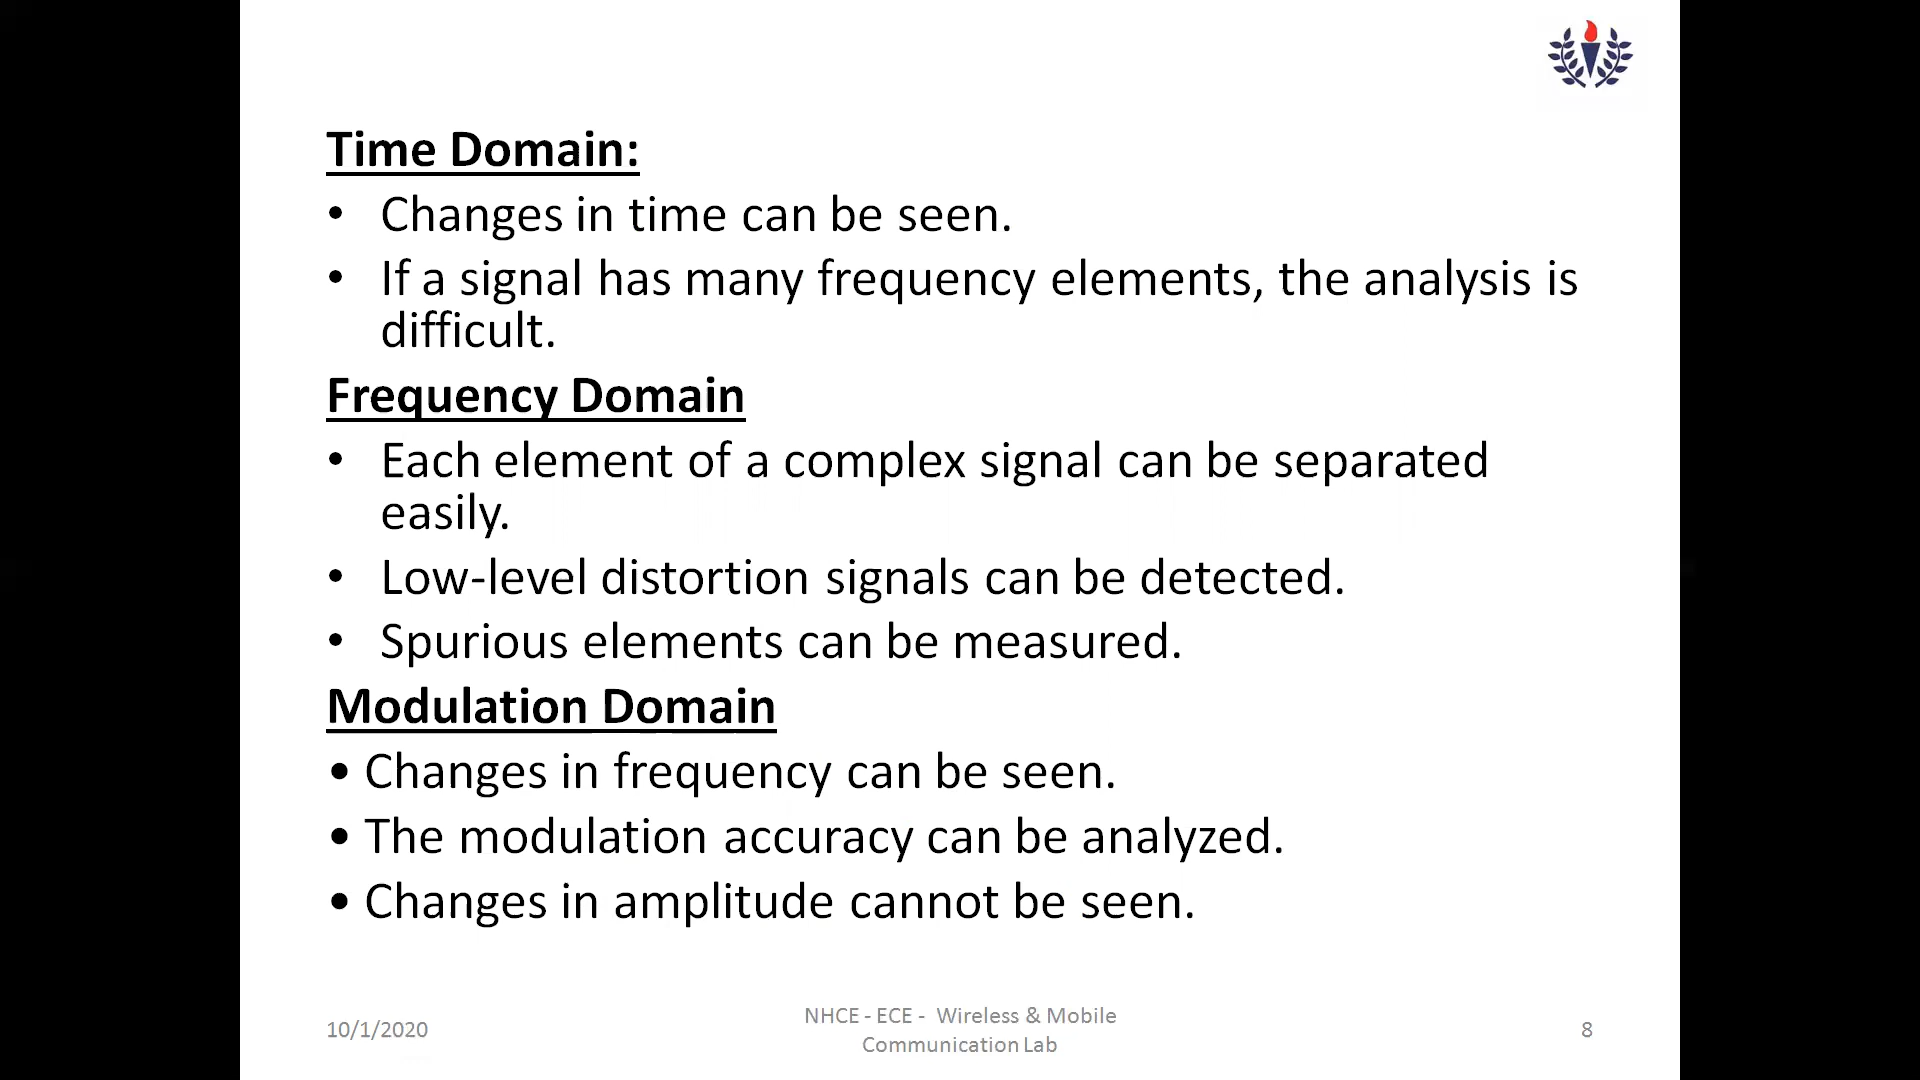 Time Domain:
• Changes in time can be seen.
• If a signal has many frequency elements, the analysis is
difficult.
Frequency Domain
• Each element of a complex signal can be separated
easily.
• Low-level distortion signals can be detected.
• Spurious elements can be measured.
Modulation Domain
• Changes in frequency can be seen.
• The modulation accuracy can be analyzed.
• Changes in amplitude cannot be seen.
10/1/2020
NHCE - ECE - Wireless & Mobile
Communication Lab
8